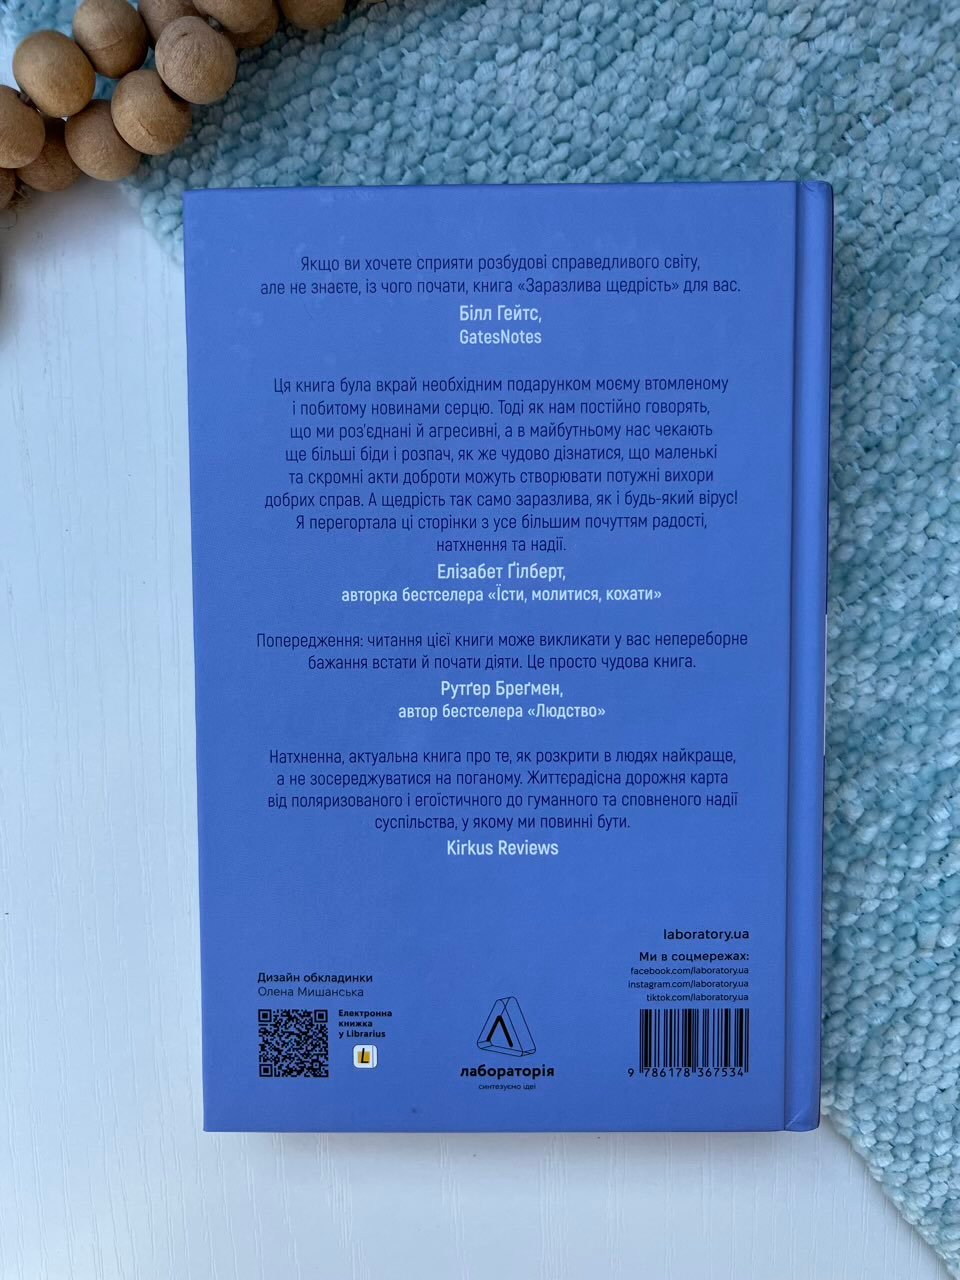 Якщо ви хочете сприяти розбудові справедливого світу,
але не знаєте, із чого почати, книга «Заразлива щедрість» для вас.
Білл Гейтс,
GatesNotes
Ця книга була вкрай необхідним подарунком моєму втомленому
і побитому новинами серцю. Тоді як нам постійно говорять,
що ми роз'єднані й агресивні, а в майбутньому нас чекають
ще більші біди і розпач, як же чудово дізнатися, що маленькі
та скромні акти доброти можуть створювати потужні вихори
добрих справ. А щедрість так само заразлива, як і будь-який вірус!
Я перегортала ці сторінки з усе більшим почуттям радості,
натхнення та надії.
Елізабет Ґілберт,
авторка бестселера «Їсти, молитися, кохати»
Попередження: читання цієї книги може викликати у вас непереборне
бажання встати й почати діяти. Це просто чудова книга.
Рутґер Бреґмен,
автор бестселера «Людство»
Натхненна, актуальна книга про те, як розкрити в людях найкраще,
а не зосереджуватися на поганому. Життєрадісна дорожня карта
від поляризованого і егоїстичного до гуманного та сповненого надії
суспільства, у якому ми повинні бути.
Kirkus Reviews
laboratory.ua
Ми в соцмережах:
facebook.com/laboratory.ua
instagram.com/laboratory.ua
tiktok.com/laboratory.ua
Дизайн обкладинки
Олена Мишанська
Електронна
книжка
у Librarius
L
лабораторія
синтезуємо ідеї
9 786178 367534